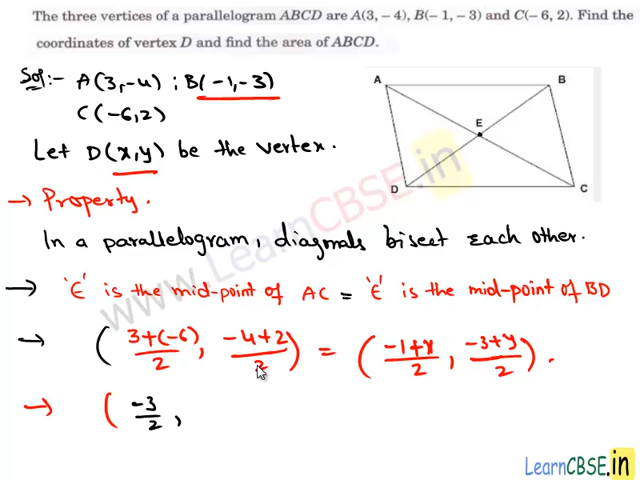 The three vertices of a parallelogram ABCD are A(3, – 4), B(– 1, – 3) and C(– 6, 2). Find the
coordinates of vertex D and find the area of ABCD.
Sol:- A(3,-4) ; B(-1,-3)
C(-6,2)
Let D(x,y) be the vertex.
A B
E
D C
→ Property.
In a parallelogram, diagonals bisect each other.
→ 'E' is the mid-point of AC = 'E' is the mid-point of BD
→ ( 3+(-6)/2 , -4+2/2 ) = ( -1+x/2 , -3+y/2 ) .
→ ( -3/2 ,
www.LearnCBSE.in
LearnCBSE.in